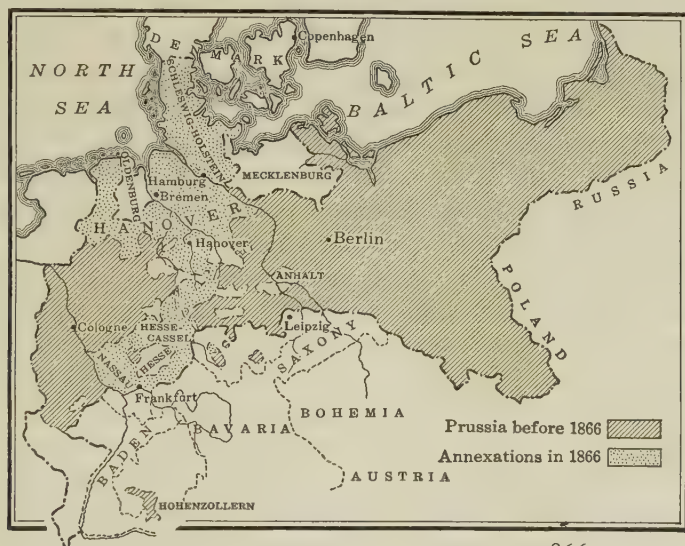 DENMARK
Copenhagen
NORTH
SEA
BALTIC SEA
SCHLESWIG-HOLSTEIN
MECKLENBURG
RUSSIA
OLDENBURG
Hamburg
Bremen
HANOVER
Hanover
Berlin
POLAND
ANHALT
Cologne
HESSE-
CASSEL
Leipzig
SAXONY
NASSAU
HESSE
Frankfurt
BOHEMIA
BAVARIA
BADEN
AUSTRIA
HOHENZOLLERN
Prussia before 1866
Annexations in 1866